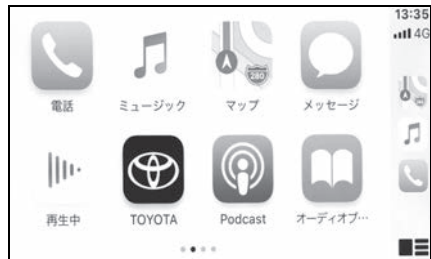 13:35
4G
電話
ミュージック
マップ
メッセージ
280
再生中
TOYOTA
Podcast
オーディオブ…